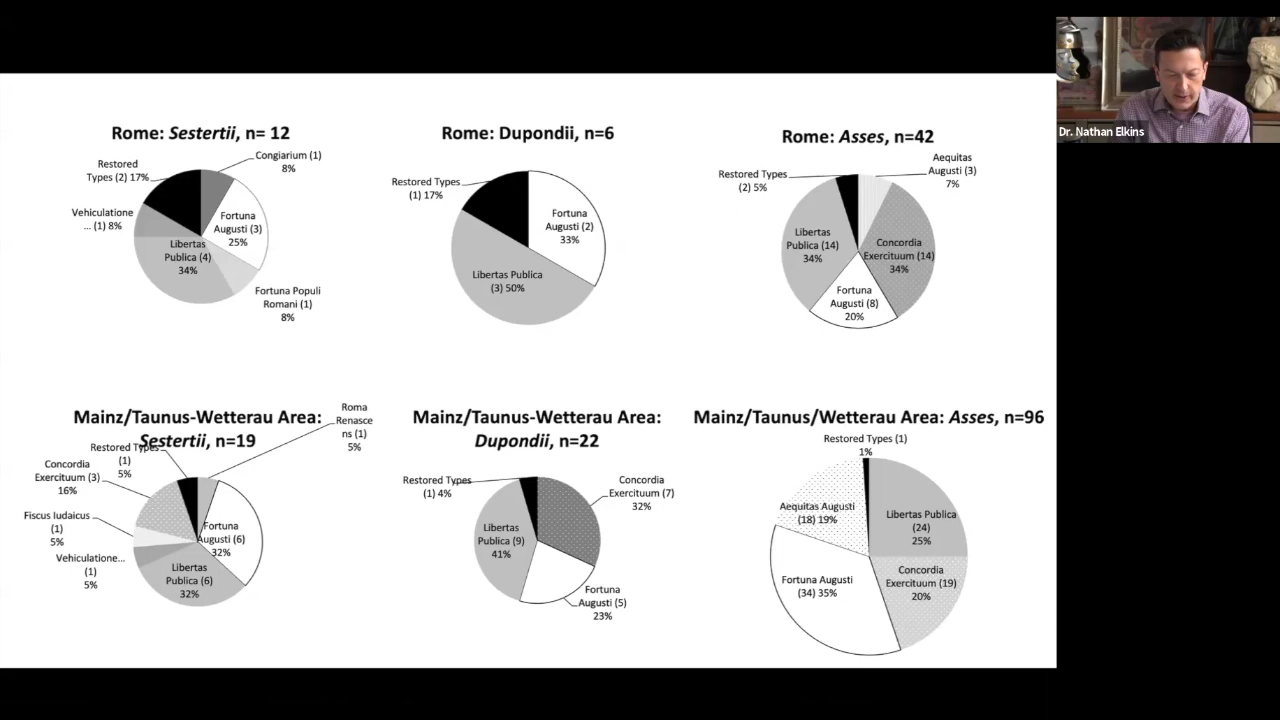 Dr. Nathan Elkins
Rome: Sestertii, n= 12
Congiarium (1)
8%
Restored
Types (2) 17%
Vehiculatione
... (1) 8%
Fortuna
Augusti (3)
25%
Libertas
Publica (4)
34%
Fortuna Populi
Romani (1)
8%
Rome: Dupondii, n=6
Restored Types
(1) 17%
Fortuna
Augusti (2)
33%
Libertas Publica
(3) 50%
Rome: Asses, n=42
Restored Types
(2) 5%
Aequitas
Augusti (3)
7%
Libertas
Publica (14)
34%
Concordia
Exercituum (14)
34%
Fortuna
Augusti (8)
20%
Mainz/Taunus-Wetterau Area:
Sestertii, n=19
Roma
Renasce
ns (1)
5%
Restored Types
(1)
5%
Concordia
Exercituum (3)
16%
Fiscus Iudaicus
(1)
5%
Vehiculatione...
(1)
5%
Fortuna
Augusti (6)
32%
Libertas
Publica (6)
32%
Mainz/Taunus-Wetterau Area:
Dupondii, n=22
Restored Types
(1) 4%
Concordia
Exercituum (7)
32%
Libertas
Publica (9)
41%
Fortuna
Augusti (5)
23%
Mainz/Taunus/Wetterau Area: Asses, n=96
Restored Types (1)
1%
Aequitas Augusti
(18) 19%
Libertas Publica
(24)
25%
Fortuna Augusti
(34) 35%
Concordia
Exercituum (19)
20%